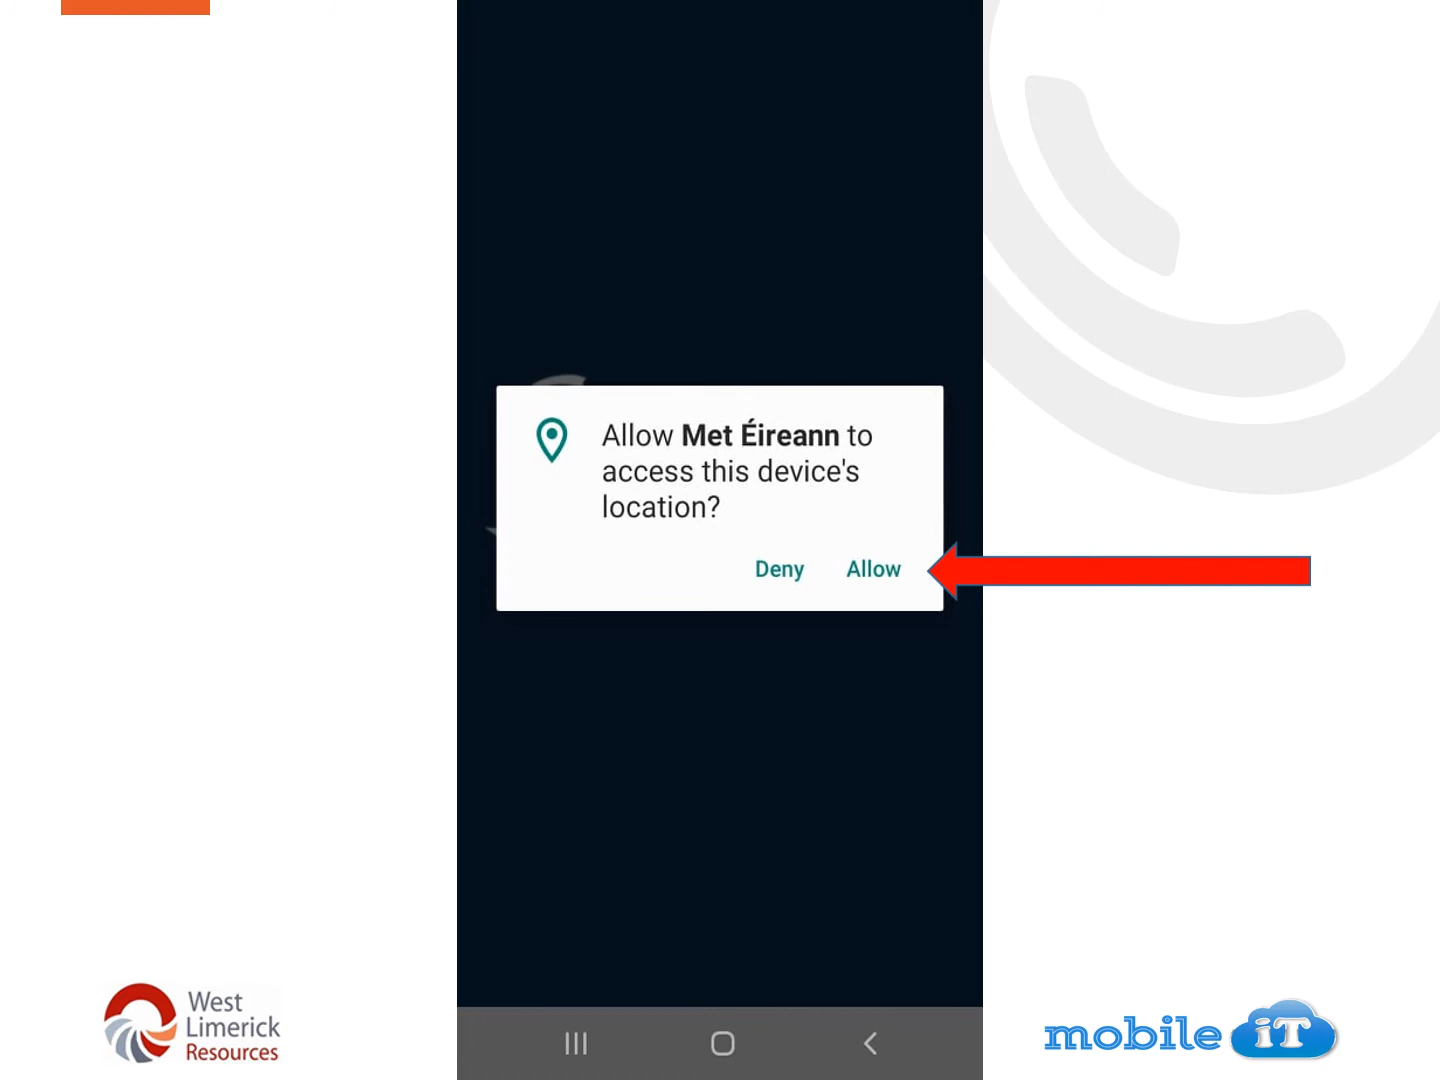 Allow Met Éireann to
access this device's
location?
Deny Allow
West
Limerick
Resources
mobile iT